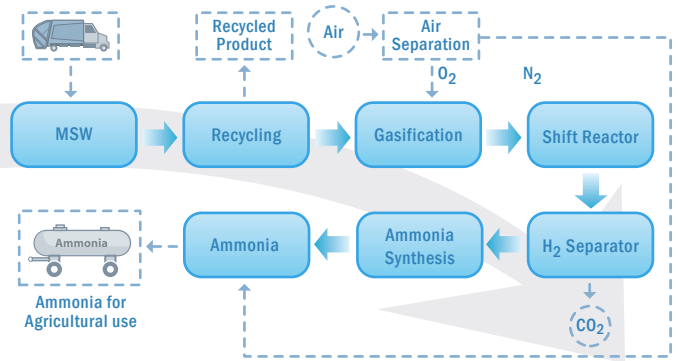 Recycled
Product
Air
Air
Separation
O2
N2
MSW
Recycling
Gasification
Shift Reactor
Ammonia
Ammonia
Ammonia
Synthesis
H2 Separator
Ammonia for
Agricultural use
CO2